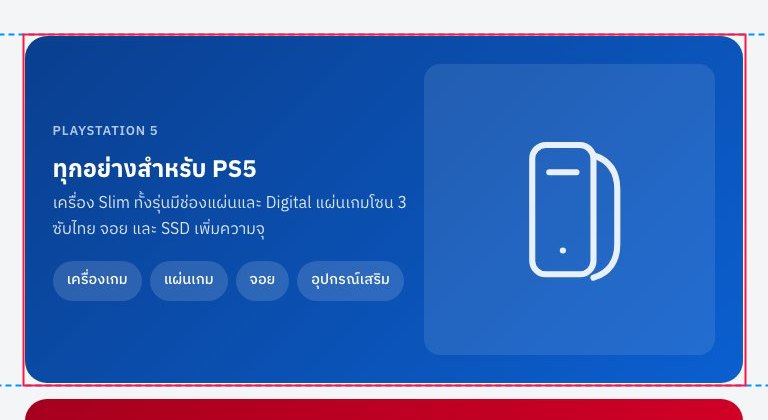 PLAYSTATION 5
ทุกอย่างสำหรับ PS5
เครื่อง Slim ทั้งรุ่นมีช่องแผ่นและ Digital แผ่นเกมโซน 3
ซับไทย จอย และ SSD เพิ่มความจุ
เครื่องเกม แผ่นเกม จอย อุปกรณ์เสริม